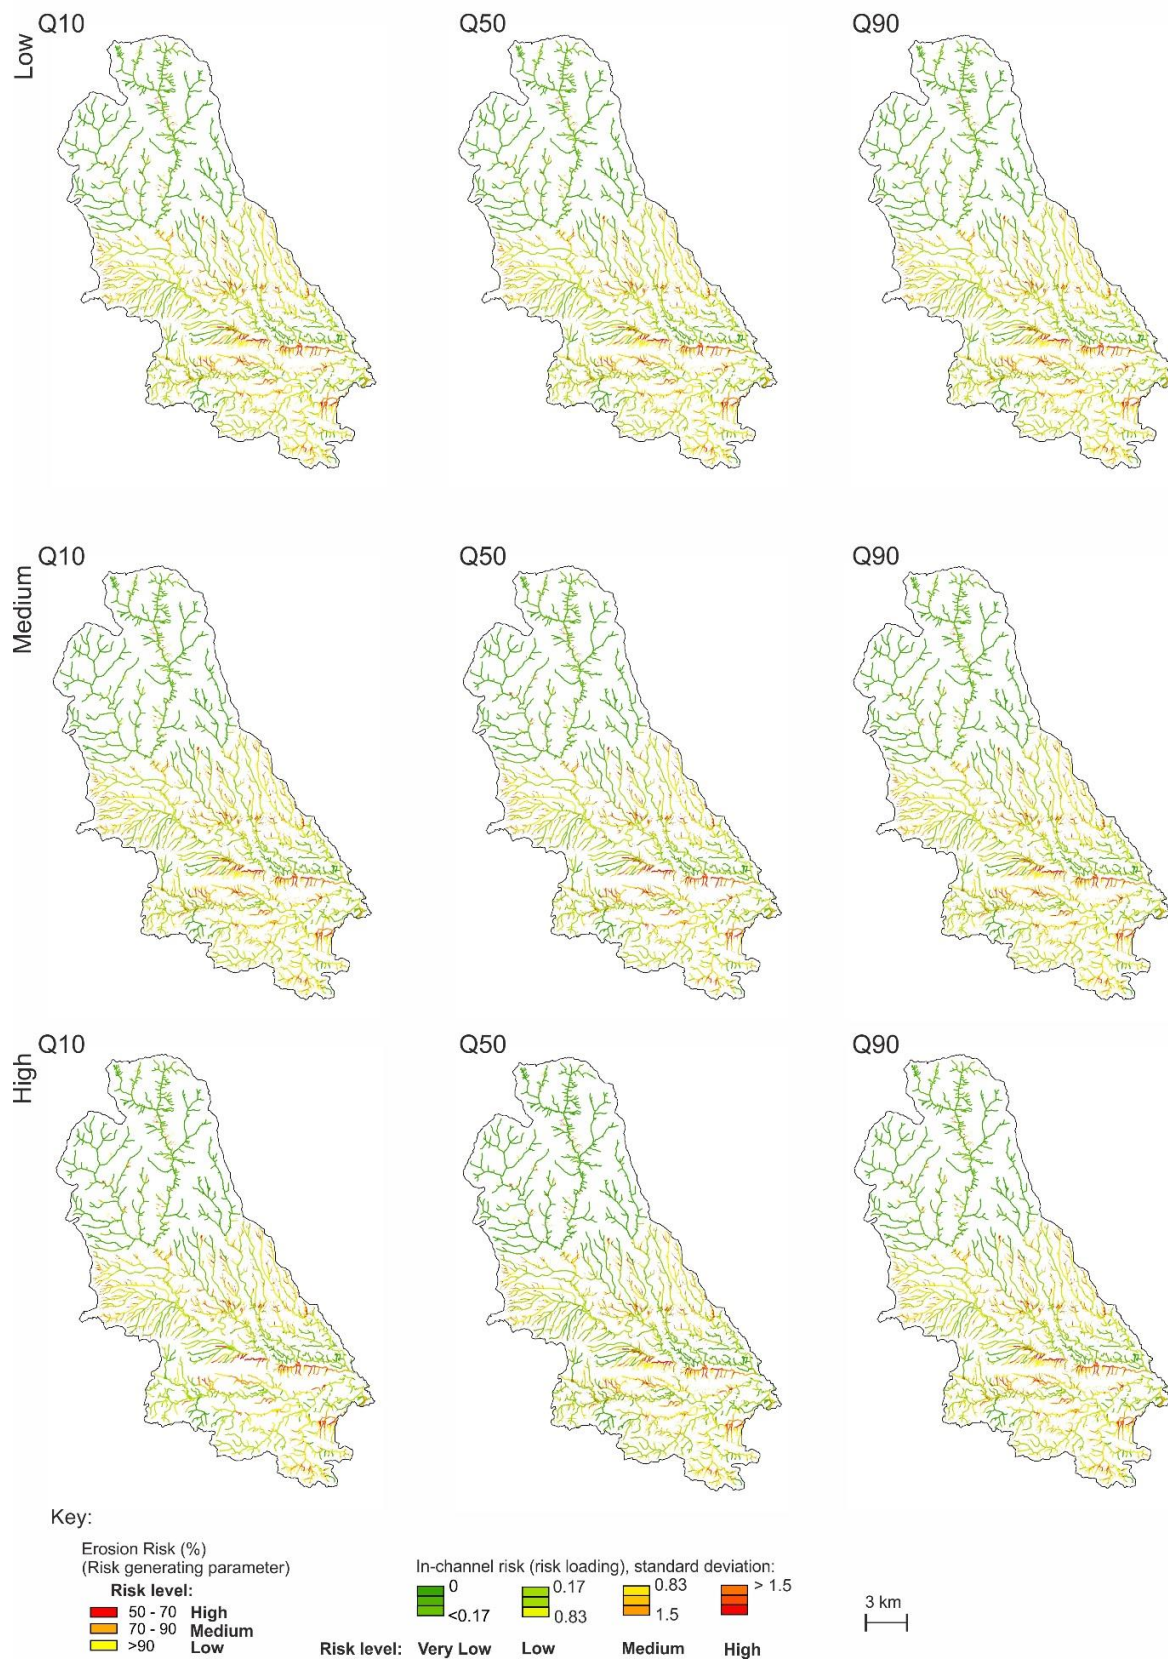 Q10
Q50
Q90
Low
Q10
Q50
Q90
Medium
Q10
Q50
Q90
High
Key:
Erosion Risk (%)
(Risk generating parameter)
Risk level:
50 - 70 High
70 - 90 Medium
>90 Low
In-channel risk (risk loading), standard deviation:
0 0.17 0.83 > 1.5
<0.17 0.83 1.5
Risk level: Very Low Low Medium High
3 km